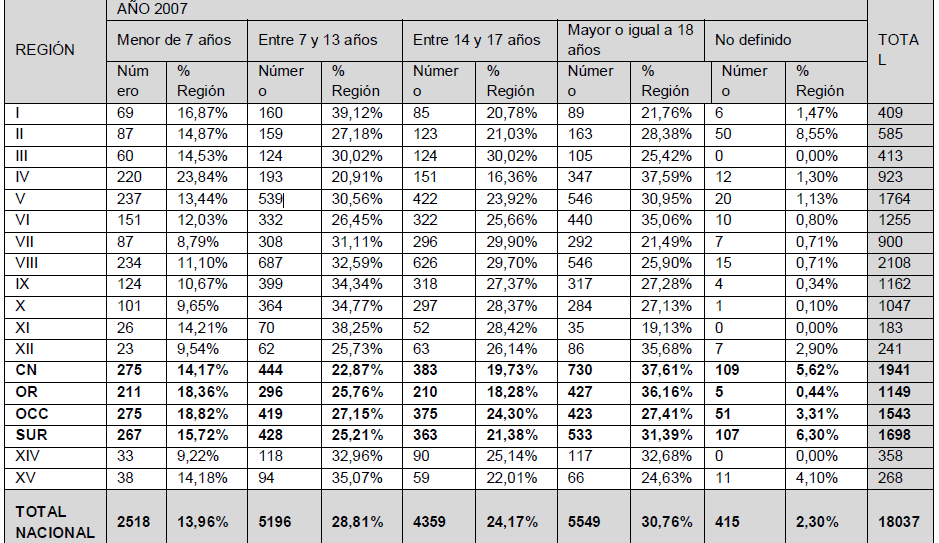 AÑO 2007
REGIÓN
Menor de 7 años Entre 7 y 13 años Entre 14 y 17 años Mayor o igual a 18 años No definido TOTAL
Número % Región Número % Región Número % Región Número % Región Número % Región
I 69 16,87% 160 39,12% 85 20,78% 89 21,76% 6 1,47% 409
II 87 14,87% 159 27,18% 123 21,03% 163 28,38% 50 8,55% 585
III 60 14,53% 124 30,02% 124 30,02% 105 25,42% 0 0,00% 413
IV 220 23,84% 193 20,91% 151 16,36% 347 37,59% 12 1,30% 923
V 237 13,44% 539 30,56% 422 23,92% 546 30,95% 20 1,13% 1764
VI 151 12,03% 332 26,45% 322 25,66% 440 35,06% 10 0,80% 1255
VII 87 8,79% 308 31,11% 296 29,90% 292 21,49% 7 0,71% 900
VIII 234 11,10% 687 32,59% 626 29,70% 546 25,90% 15 0,71% 2108
IX 124 10,67% 399 34,34% 318 27,37% 317 27,28% 4 0,34% 1162
X 101 9,65% 364 34,77% 297 28,37% 284 27,13% 1 0,10% 1047
XI 26 14,21% 70 38,25% 52 28,42% 35 19,13% 0 0,00% 183
XII 23 9,54% 62 25,73% 63 26,14% 86 35,68% 7 2,90% 241
CN 275 14,17% 444 22,87% 383 19,73% 730 37,61% 109 5,62% 1941
OR 211 18,36% 296 25,76% 210 18,28% 427 36,16% 5 0,44% 1149
OCC 275 18,82% 419 27,15% 375 24,30% 423 27,41% 51 3,31% 1543
SUR 267 15,72% 428 25,21% 363 21,38% 533 31,39% 107 6,30% 1698
XIV 33 9,22% 118 32,96% 90 25,14% 117 32,68% 0 0,00% 358
XV 38 14,18% 94 35,07% 59 22,01% 66 24,63% 11 4,10% 268
TOTAL NACIONAL 2518 13,96% 5196 28,81% 4359 24,17% 5549 30,76% 415 2,30% 18037